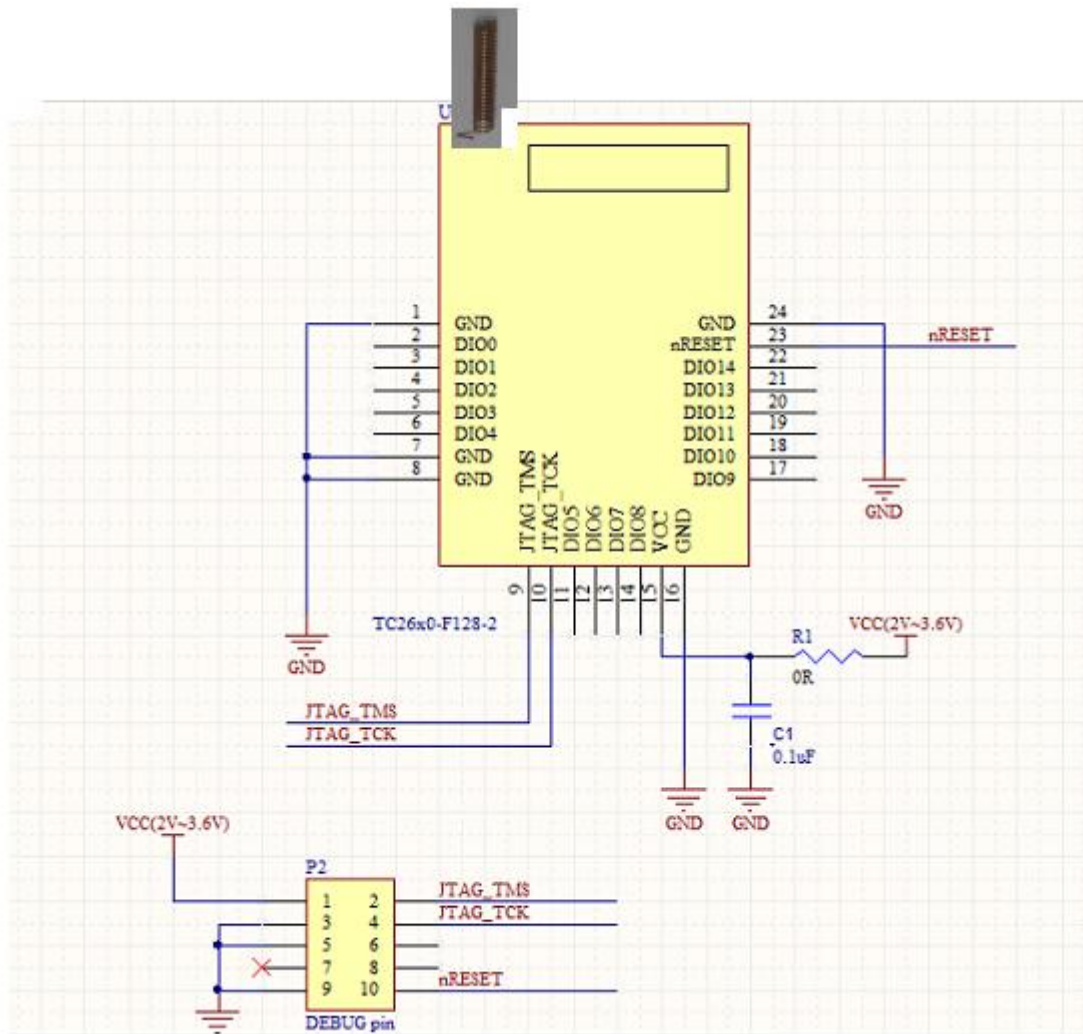 U
1 GND GND 24
2 DIO0 nRESET 23 nRESET
3 DIO1 DIO14 22
4 DIO2 DIO13 21
5 DIO3 DIO12 20
6 DIO4 DIO11 19
7 GND DIO10 18
8 GND DIO9 17
JTAG_TMS JTAG_TCK DIO5 DIO6 DIO7 DIO8 VCC GND
GND
9 10 11 12 13 14 15 16
TC26x0-F128-2
R1 VCC(2V~3.6V)
0R
GND
JTAG_TMS
JTAG_TCK
C1
0.1uF
GND GND
VCC(2V~3.6V)
P2
1 2 JTAG_TMS
3 4 JTAG_TCK
5 6
7 8
9 10 nRESET
DEBUG pin